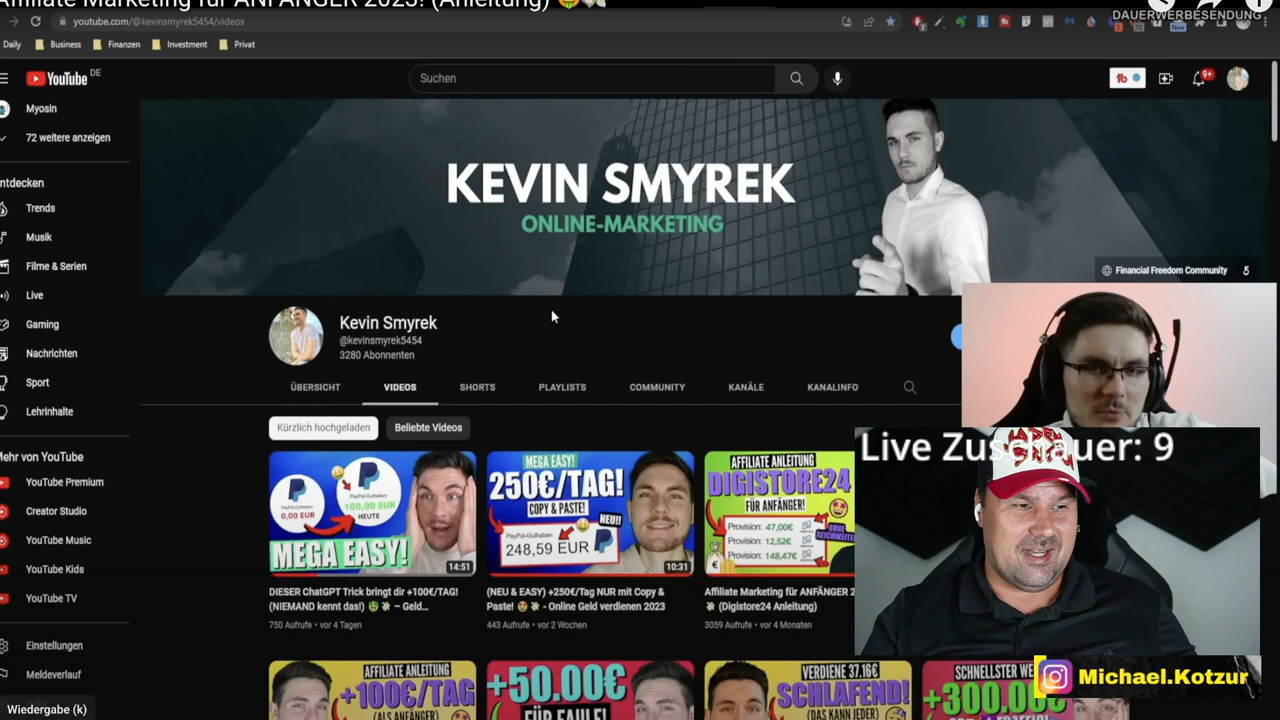 Affiliate Marketing für ANFÄNGER 2023! (Anleitung)
DAUERWERBESENDUNG
youtube.com/@kevinsmyrek5454/videos
Daily Business Finanzen Investment Privat
YouTube DE
Suchen
9+
Myosin
72 weitere anzeigen
ntdecken
Trends
Musik
Filme & Serien
Live
Gaming
Nachrichten
Sport
Lehrinhalte
Mehr von YouTube
YouTube Premium
Creator Studio
YouTube Music
YouTube Kids
YouTube TV
Einstellungen
Meldeverlauf
Wiedergabe (k)
KEVIN SMYREK
ONLINE-MARKETING
Financial Freedom Community
Kevin Smyrek
@kevinsmyrek5454
3280 Abonnenten
ÜBERSICHT VIDEOS SHORTS PLAYLISTS COMMUNITY KANÄLE KANALINFO
Kürzlich hochgeladen Beliebte Videos
PayPal-Guthaben
0,00 EUR
PayPal-Guthaben
100,00 EUR
HEUTE
MEGA EASY!
14:51
DIESER ChatGPT Trick bringt dir +100€/TAG!
(NIEMAND kennt das!) – Geld…
750 Aufrufe • vor 4 Tagen
MEGA EASY!
250€/TAG!
COPY & PASTE!
NEU!!
PayPal-Guthaben
248,59 EUR
10:31
(NEU & EASY) +250€/Tag NUR mit Copy &
Paste! - Online Geld verdienen 2023
443 Aufrufe • vor 2 Wochen
AFFILIATE ANLEITUNG
DIGISTORE24
FÜR ANFÄNGER!
Provision: 47,00€
Provision: 12,52€
Provision: 148,47€
OHNE
REICHWEITE
Affiliate Marketing für ANFÄNGER 2
(Digistore24 Anleitung)
3059 Aufrufe • vor 4 Monaten
AFFILIATE ANLEITUNG
+100€/TAG
(ALS ANFÄNGER)
+50.00€
FÜR FAULE!
VERDIENE 37.16€
SCHLAFEND!
(DAS KANN JEDER)
SCHNELLSTER WE
+300.00
Live Zuschauer: 9
Michael.Kotzur